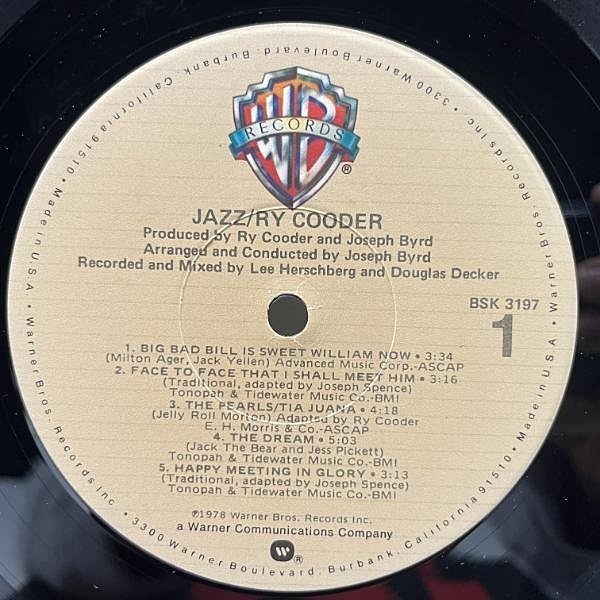 WB
RECORDS
®
JAZZ/RY COODER
Produced by Ry Cooder and Joseph Byrd
Arranged and Conducted by Joseph Byrd
Recorded and Mixed by Lee Herschberg and Douglas Decker
BSK 3197
1
1. BIG BAD BILL IS SWEET WILLIAM NOW • 3:34
(Milton Ager, Jack Yellen) Advanced Music Corp.-ASCAP
2. FACE TO FACE THAT I SHALL MEET HIM • 3:16
(Traditional, adapted by Joseph Spence)
Tonopah & Tidewater Music Co.-BMI
3. THE PEARLS/TIA JUANA • 4:18
(Jelly Roll Morton) Adapted by Ry Cooder
E. H. Morris & Co.-ASCAP
4. THE DREAM • 5:03
(Jack The Bear and Jess Pickett)
Tonopah & Tidewater Music Co.-BMI
5. HAPPY MEETING IN GLORY • 3:13
(Traditional, adapted by Joseph Spence)
Tonopah & Tidewater Music Co.-BMI
℗1978 Warner Bros. Records Inc.
a Warner Communications Company
W®
Warner Bros. Records Inc. • 3300 Warner Boulevard, Burbank, California 91510 • Made in U.S.A. •
Warner Bros. Records Inc. • 3300 Warner Boulevard, Burbank, California 91510 • Made in U.S.A. •